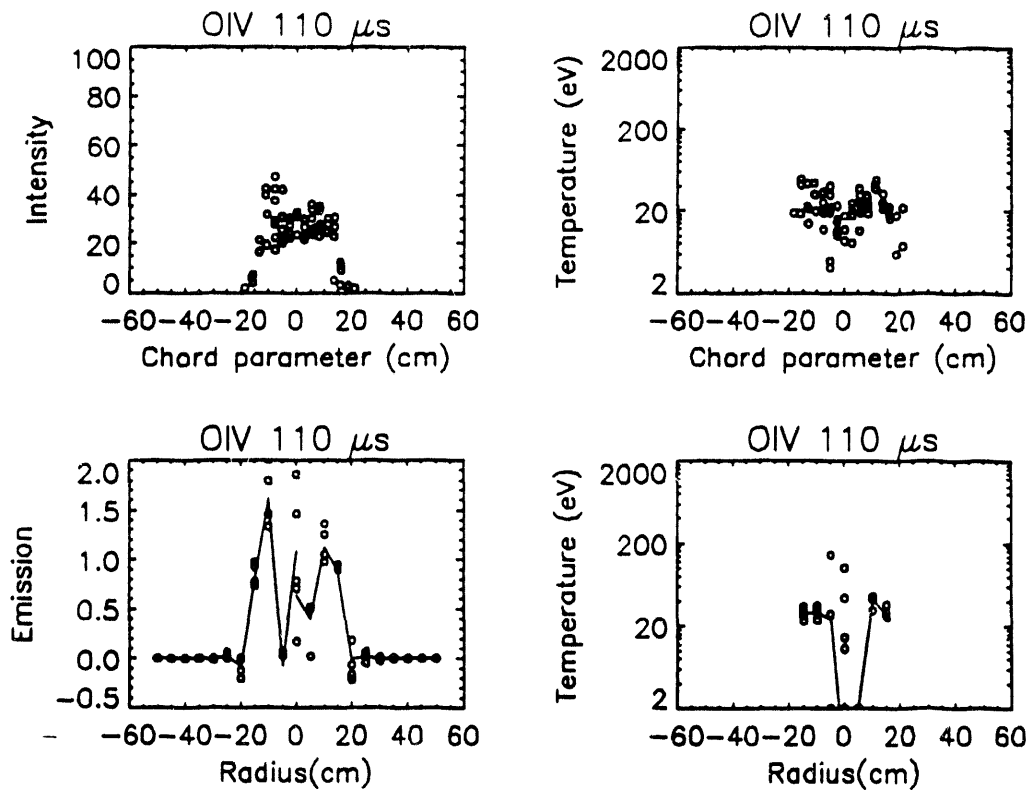 OIV 110 μs
Intensity
100
80
60
40
20
0
−60−40−20 0 20 40 60
Chord parameter (cm)
OIV 110 μs
Temperature (eV)
2000
200
20
2
−60−40−20 0 20 40 60
Chord parameter (cm)
OIV 110 μs
Emission
2.0
1.5
1.0
0.5
0.0
−0.5
−60−40−20 0 20 40 60
Radius(cm)
OIV 110 μs
Temperature (eV)
2000
200
20
2
−60−40−20 0 20 40 60
Radius(cm)